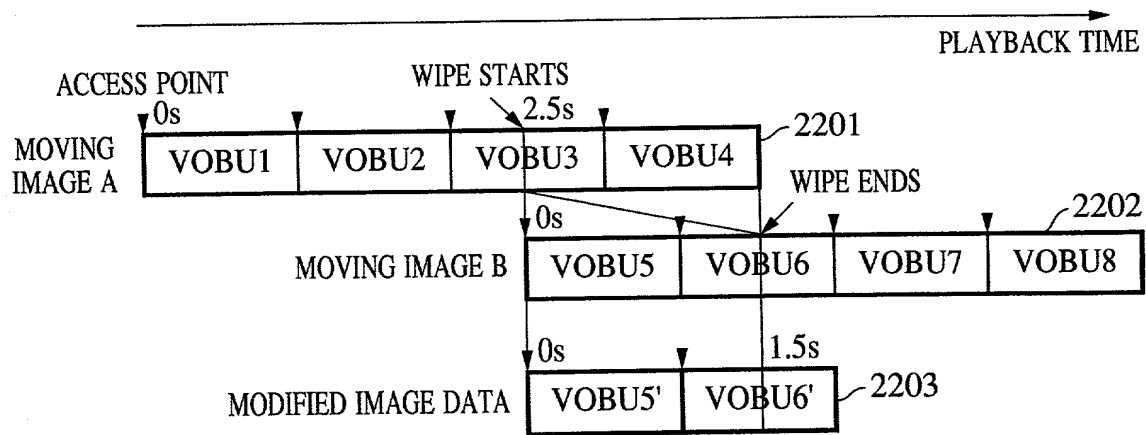 PLAYBACK TIME
ACCESS POINT
WIPE STARTS
0s
2.5s
2201
MOVING
IMAGE A
VOBU1 VOBU2 VOBU3 VOBU4
WIPE ENDS
0s
2202
MOVING IMAGE B
VOBU5 VOBU6 VOBU7 VOBU8
0s
1.5s
2203
MODIFIED IMAGE DATA
VOBU5' VOBU6'